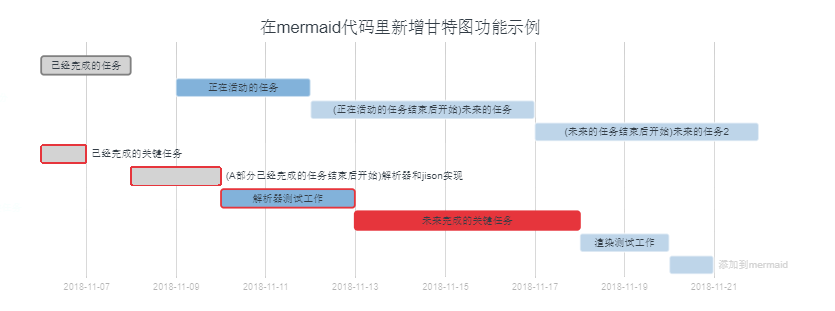 在mermaid代码里新增甘特图功能示例
已经完成的任务
正在活动的任务
(正在活动的任务结束后开始)未来的任务
(未来的任务结束后开始)未来的任务2
已经完成的关键任务
(A部分已经完成的任务结束后开始)解析器和jison实现
解析器测试工作
未来完成的关键任务
渲染测试工作
添加到mermaid
2018-11-07 2018-11-09 2018-11-11 2018-11-13 2018-11-15 2018-11-17 2018-11-19 2018-11-21